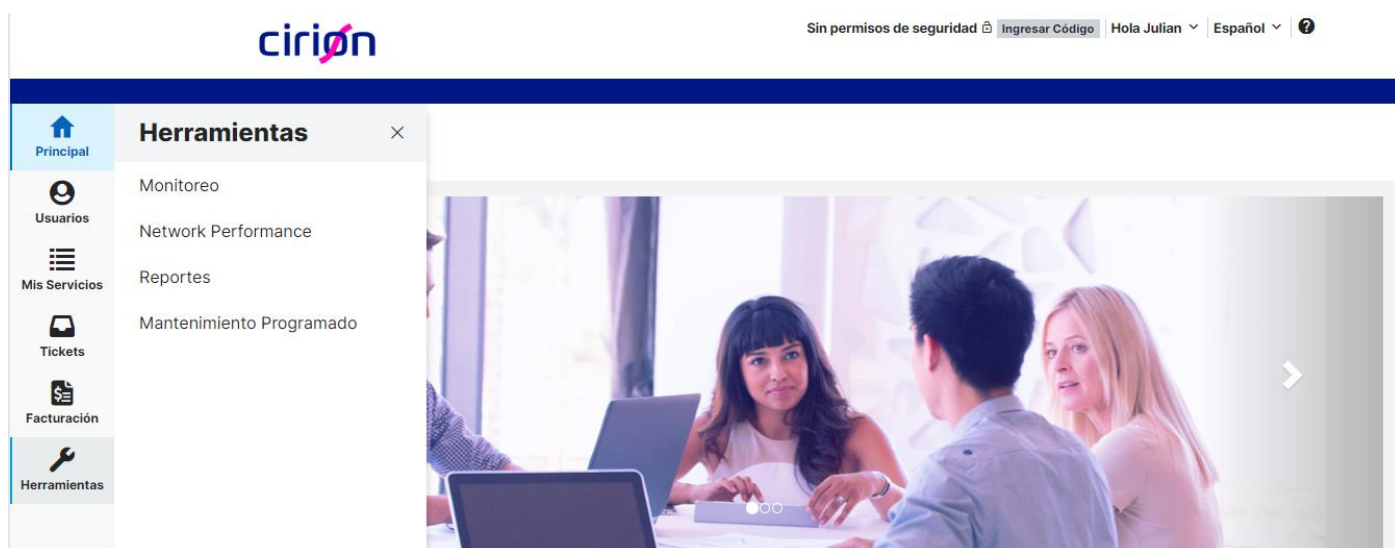 cirion
Sin permisos de seguridad Ingresar Código Hola Julian Español ?
Principal
Usuarios
Mis Servicios
Tickets
Facturación
Herramientas
Herramientas ×
Monitoreo
Network Performance
Reportes
Mantenimiento Programado